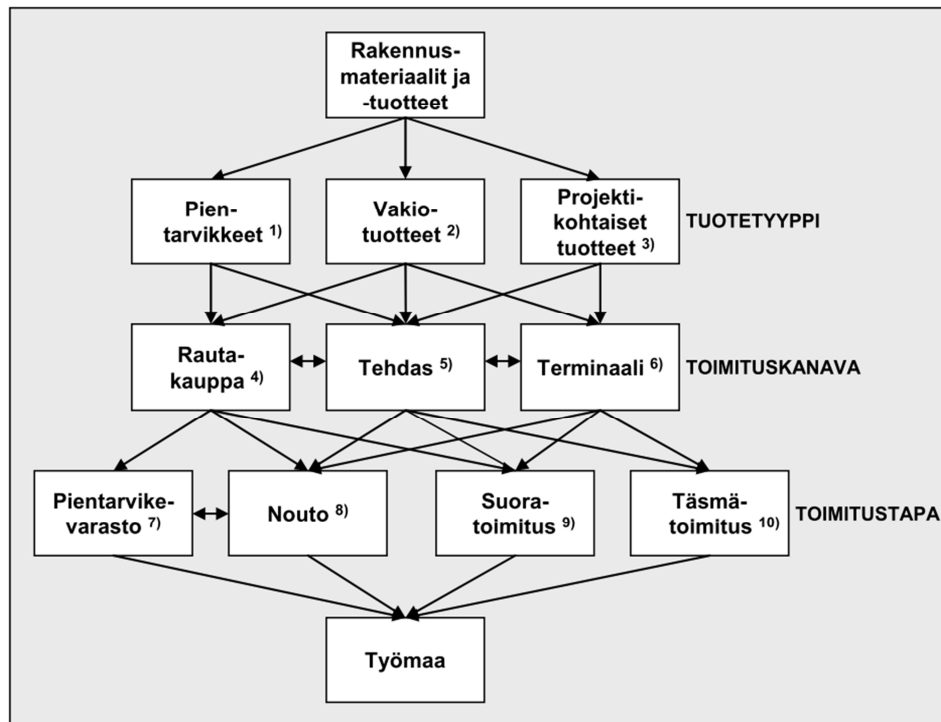 Rakennus-
materiaalit ja
-tuotteet
Pien-
tarvikkeet 1)
Vakio-
tuotteet 2)
Projekti-
kohtaiset
tuotteet 3)
TUOTETYYPPI
Rauta-
kauppa 4)
Tehdas 5)
Terminaali 6)
TOIMITUSKANAVA
Pientarvike-
varasto 7)
Nouto 8)
Suora-
toimitus 9)
Täsmä-
toimitus 10)
TOIMITUSTAPA
Työmaa